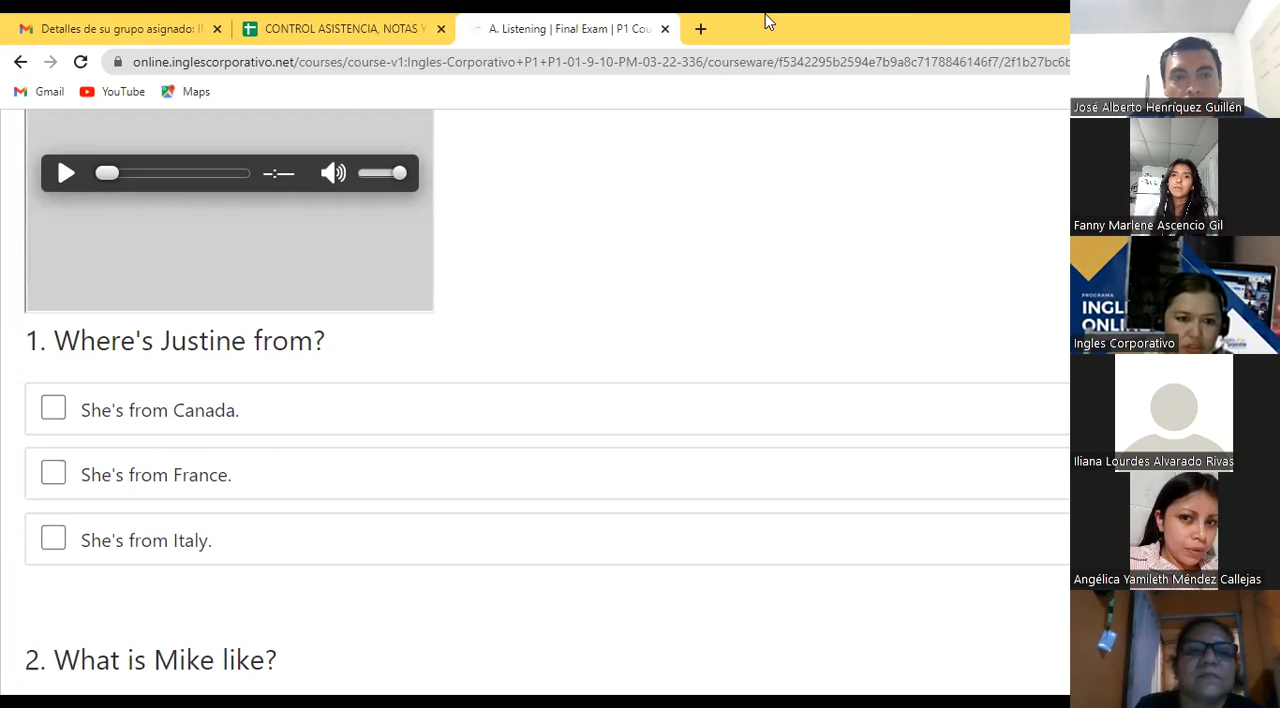 Detalles de su grupo asignado: I
CONTROL ASISTENCIA, NOTAS Y
A. Listening | Final Exam | P1 Cou
online.inglescorporativo.net/courses/course-v1:Ingles-Corporativo+P1+P1-01-9-10-PM-03-22-336/courseware/f5342295b2594e7b9a8c7178846146f7/2f1b27bc6b
Gmail
YouTube
Maps
1. Where's Justine from?
She's from Canada.
She's from France.
She's from Italy.
2. What is Mike like?
José Alberto Henríquez Guillén
Fanny Marlene Ascencio Gil
PROGRAMA
INGL
ONLIN
Ingles Corporativo
Iliana Lourdes Alvarado Rivas
Angélica Yamileth Méndez Callejas